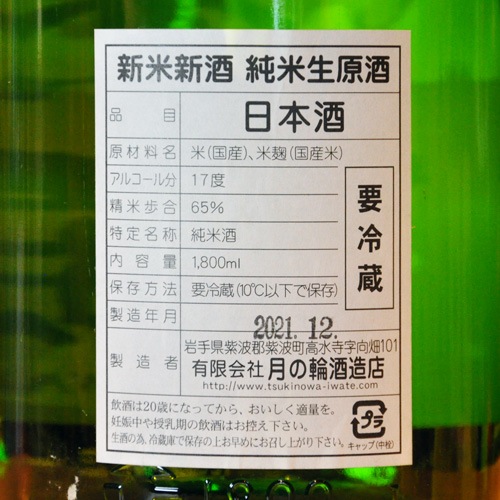 新米新酒 純米生原酒
品目 日本酒
原材料名 米(国産)、米麹(国産米)
アルコール分 17度
精米歩合 65%
特定名称 純米酒
内容量 1,800ml
保存方法 要冷蔵(10℃以下で保存)
要冷蔵
製造年月 2021.12.
製造者 岩手県紫波郡紫波町高水寺字向畑101
有限会社 月の輪酒造店
http://www.tsukinowa-iwate.com/
飲酒は20歳になってから、おいしく適量を。
妊娠中や授乳期の飲酒はお控え下さい。
生酒の為、冷蔵庫で保存の上お早めにお召し上がり下さい。
プラ
キャップ(中栓)